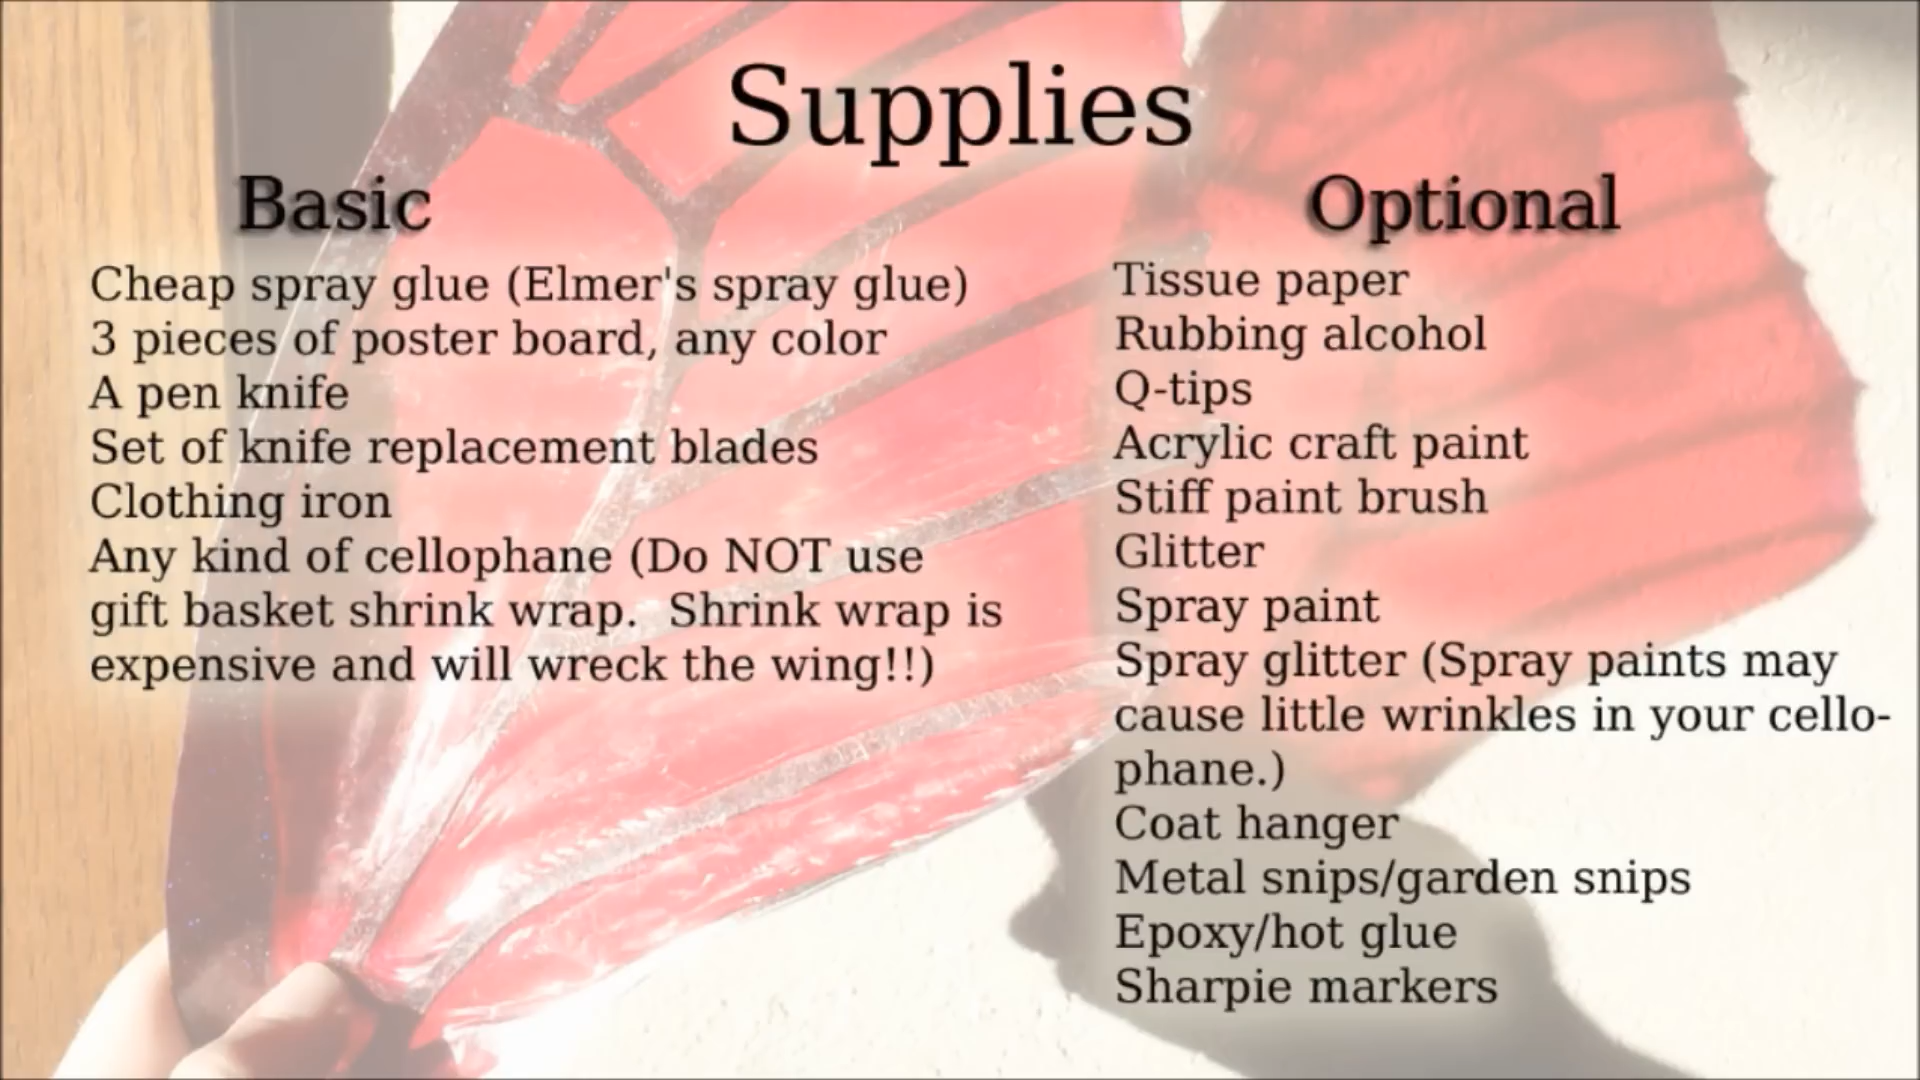 Supplies
Basic
Cheap spray glue (Elmer's spray glue)
3 pieces of poster board, any color
A pen knife
Set of knife replacement blades
Clothing iron
Any kind of cellophane (Do NOT use
gift basket shrink wrap.  Shrink wrap is
expensive and will wreck the wing!!)
Optional
Tissue paper
Rubbing alcohol
Q-tips
Acrylic craft paint
Stiff paint brush
Glitter
Spray paint
Spray glitter (Spray paints may
cause little wrinkles in your cello-
phane.)
Coat hanger
Metal snips/garden snips
Epoxy/hot glue
Sharpie markers